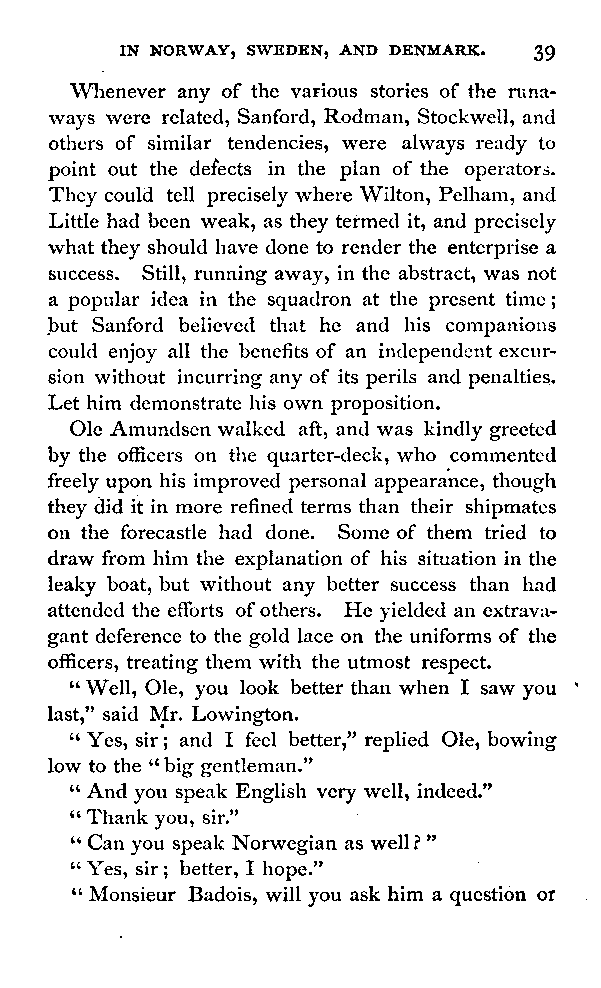 IN NORWAY, SWEDEN, AND DENMARK. 39
Whenever any of the various stories of the runa-
ways were related, Sanford, Rodman, Stockwell, and
others of similar tendencies, were always ready to
point out the defects in the plan of the operators.
They could tell precisely where Wilton, Pelham, and
Little had been weak, as they termed it, and precisely
what they should have done to render the enterprise a
success. Still, running away, in the abstract, was not
a popular idea in the squadron at the present time;
but Sanford believed that he and his companions
could enjoy all the benefits of an independent excur-
sion without incurring any of its perils and penalties.
Let him demonstrate his own proposition.
Ole Amundsen walked aft, and was kindly greeted
by the officers on the quarter-deck, who commented
freely upon his improved personal appearance, though
they did it in more refined terms than their shipmates
on the forecastle had done. Some of them tried to
draw from him the explanation of his situation in the
leaky boat, but without any better success than had
attended the efforts of others. He yielded an extrava-
gant deference to the gold lace on the uniforms of the
officers, treating them with the utmost respect.
“Well, Ole, you look better than when I saw you
last,” said Mr. Lowington.
“Yes, sir; and I feel better,” replied Ole, bowing
low to the “big gentleman.”
“And you speak English very well, indeed.”
“Thank you, sir.”
“Can you speak Norwegian as well?”
“Yes, sir; better, I hope.”
“Monsieur Badois, will you ask him a question or